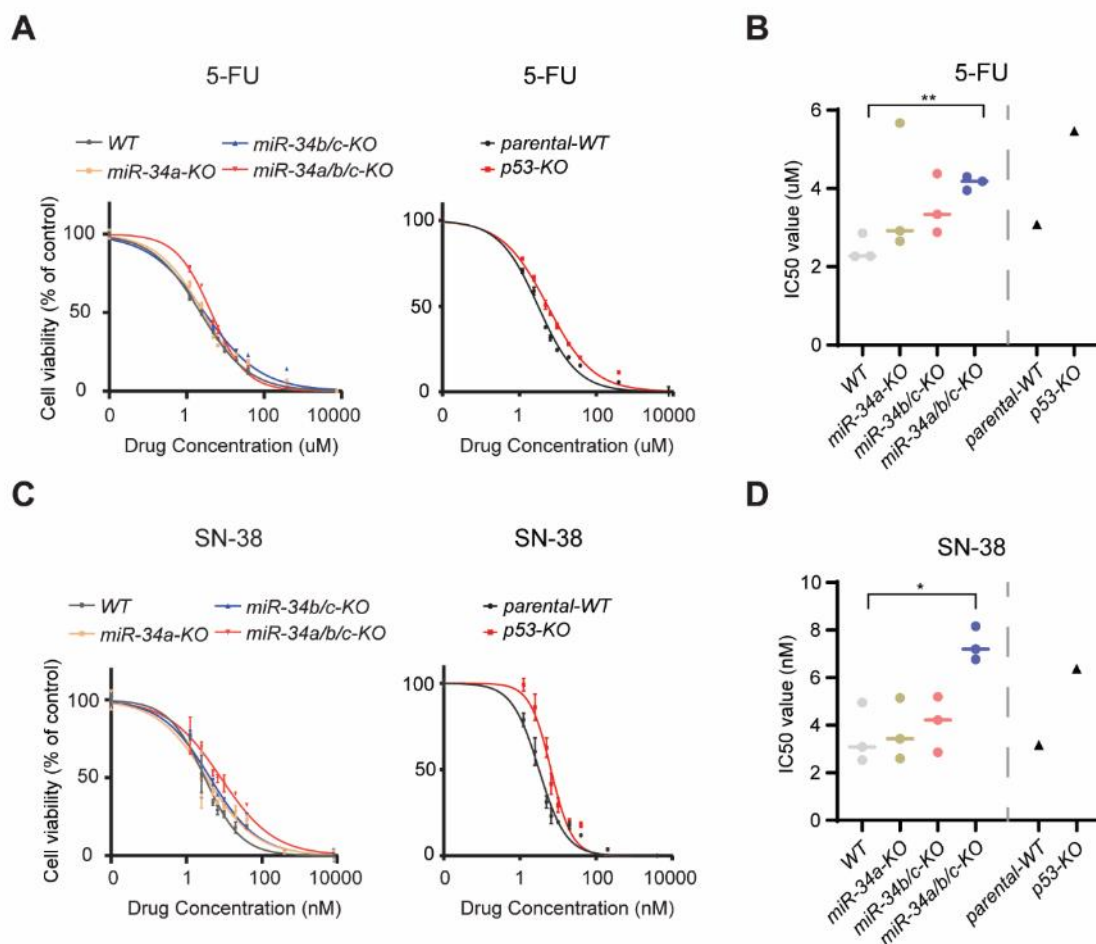 A
5-FU
5-FU
WT
miR-34b/c-KO
miR-34a-KO
miR-34a/b/c-KO
parental-WT
p53-KO
Cell viability (% of control)
100
50
0
0
1
100
10000
Drug Concentration (uM)
100
50
0
0
1
100
10000
Drug Concentration (uM)
B
5-FU
**
IC50 value (uM)
6
4
2
0
WT
miR-34a-KO
miR-34b/c-KO
miR-34a/b/c-KO
parental-WT
p53-KO
C
SN-38
SN-38
WT
miR-34b/c-KO
miR-34a-KO
miR-34a/b/c-KO
parental-WT
p53-KO
Cell viability (% of control)
100
50
0
0
1
100
10000
Drug Concentration (nM)
100
50
0
0
1
100
10000
Drug Concentration (nM)
D
SN-38
*
IC50 value (nM)
10
8
6
4
2
0
WT
miR-34a-KO
miR-34b/c-KO
miR-34a/b/c-KO
parental-WT
p53-KO